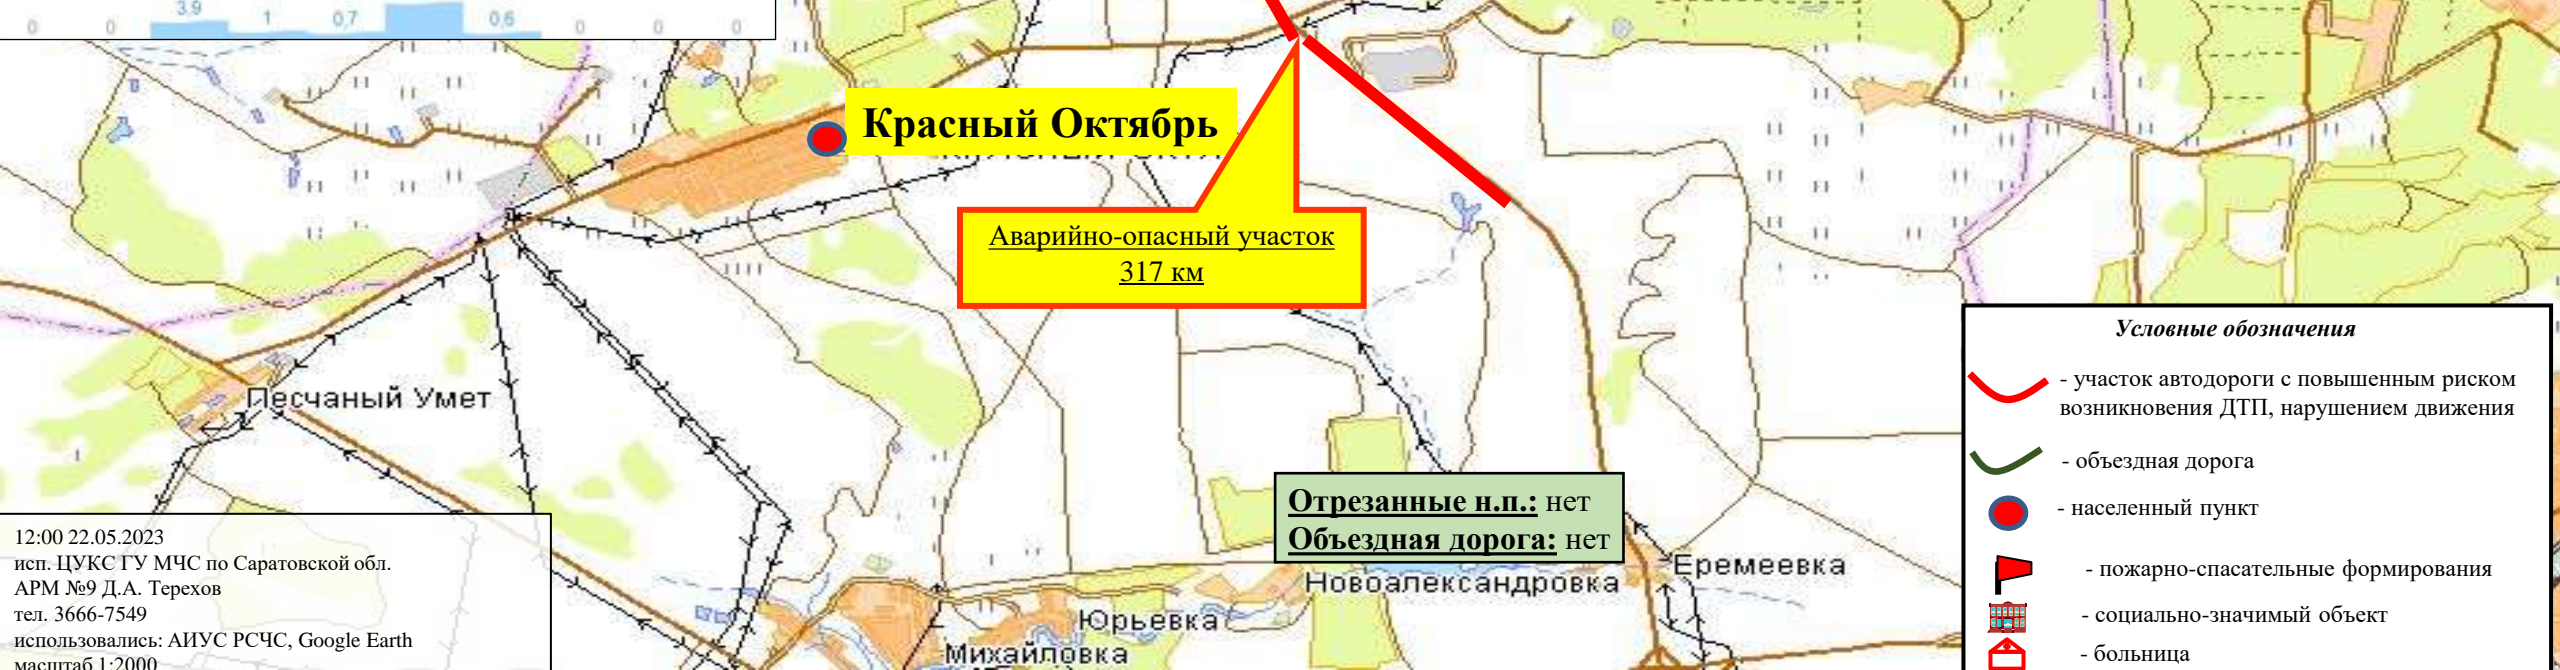 3,9
1
0,7
0,6
0
0
0
0
0
Красный Октябрь
Аварийно-опасный участок
317 км
Песчаный Умет
Отрезанные н.п.: нет
Объездная дорога: нет
Еремеевка
Новоалександровка
Юрьевка
Михайловка
12:00 22.05.2023
исп. ЦУКС ГУ МЧС по Саратовской обл.
АРМ №9 Д.А. Терехов
тел. 3666-7549
использовались: АИУС РСЧС, Google Earth
масштаб 1:2000
Условные обозначения
- участок автодороги с повышенным риском
возникновения ДТП, нарушением движения
- объездная дорога
- населенный пункт
- пожарно-спасательные формирования
- социально-значимый объект
- больница